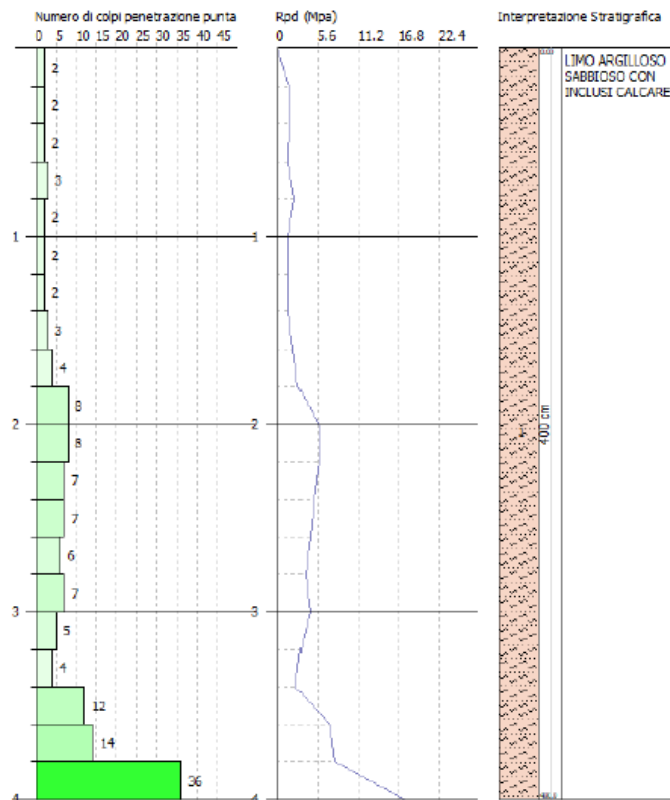 Numero di colpi penetrazione punta
0 5 10 15 20 25 30 35 40 45
Rpd (Mpa)
0 5.6 11.2 16.8 22.4
Interpretazione Stratigrafica
LIMO ARGILLOSO
SABBIOSO CON
INCLUSI CALCARE
2
2
2
3
2
1
1
2
2
3
4
8
2
8
7
7
6
7
3
5
4
12
14
36
4
400 cm